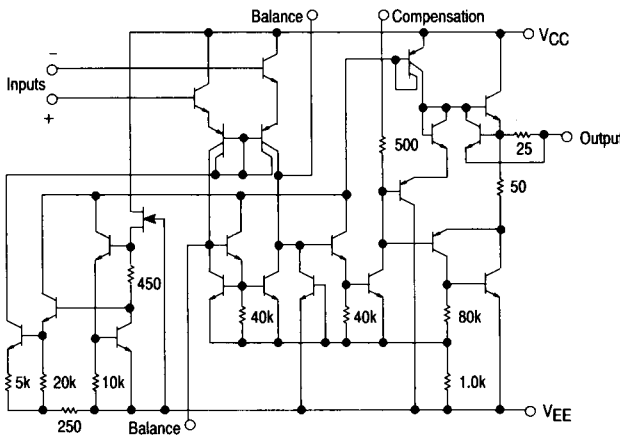 Balance
Compensation
VCC
−
Inputs
+
Output
500
25
50
450
40k
40k
80k
5k
20k
10k
1.0k
250
Balance
VEE